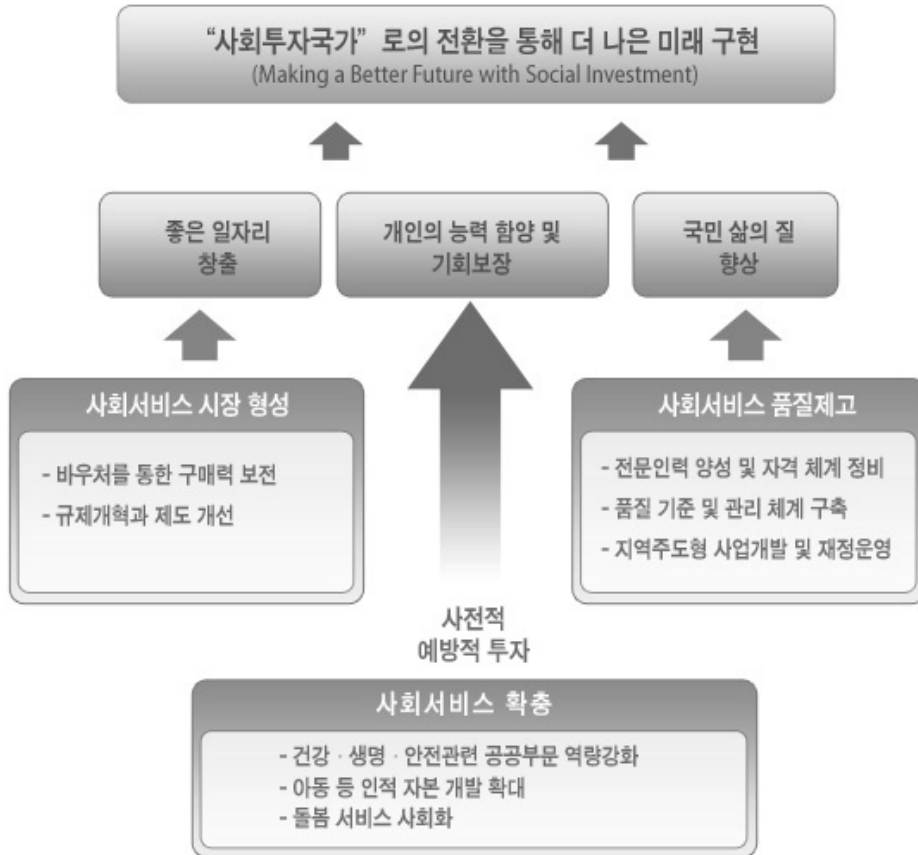 “사회투자국가” 로의 전환을 통해 더 나은 미래 구현
(Making a Better Future with Social Investment)
좋은 일자리
창출
개인의 능력 함양 및
기회보장
국민 삶의 질
향상
사회서비스 시장 형성
- 바우처를 통한 구매력 보전
- 규제개혁과 제도 개선
사회서비스 품질제고
- 전문인력 양성 및 자격 체계 정비
- 품질 기준 및 관리 체계 구축
- 지역주도형 사업개발 및 재정운영
사전적
예방적 투자
사회서비스 확충
- 건강 · 생명 · 안전관련 공공부문 역량강화
- 아동 등 인적 자본 개발 확대
- 돌봄 서비스 사회화